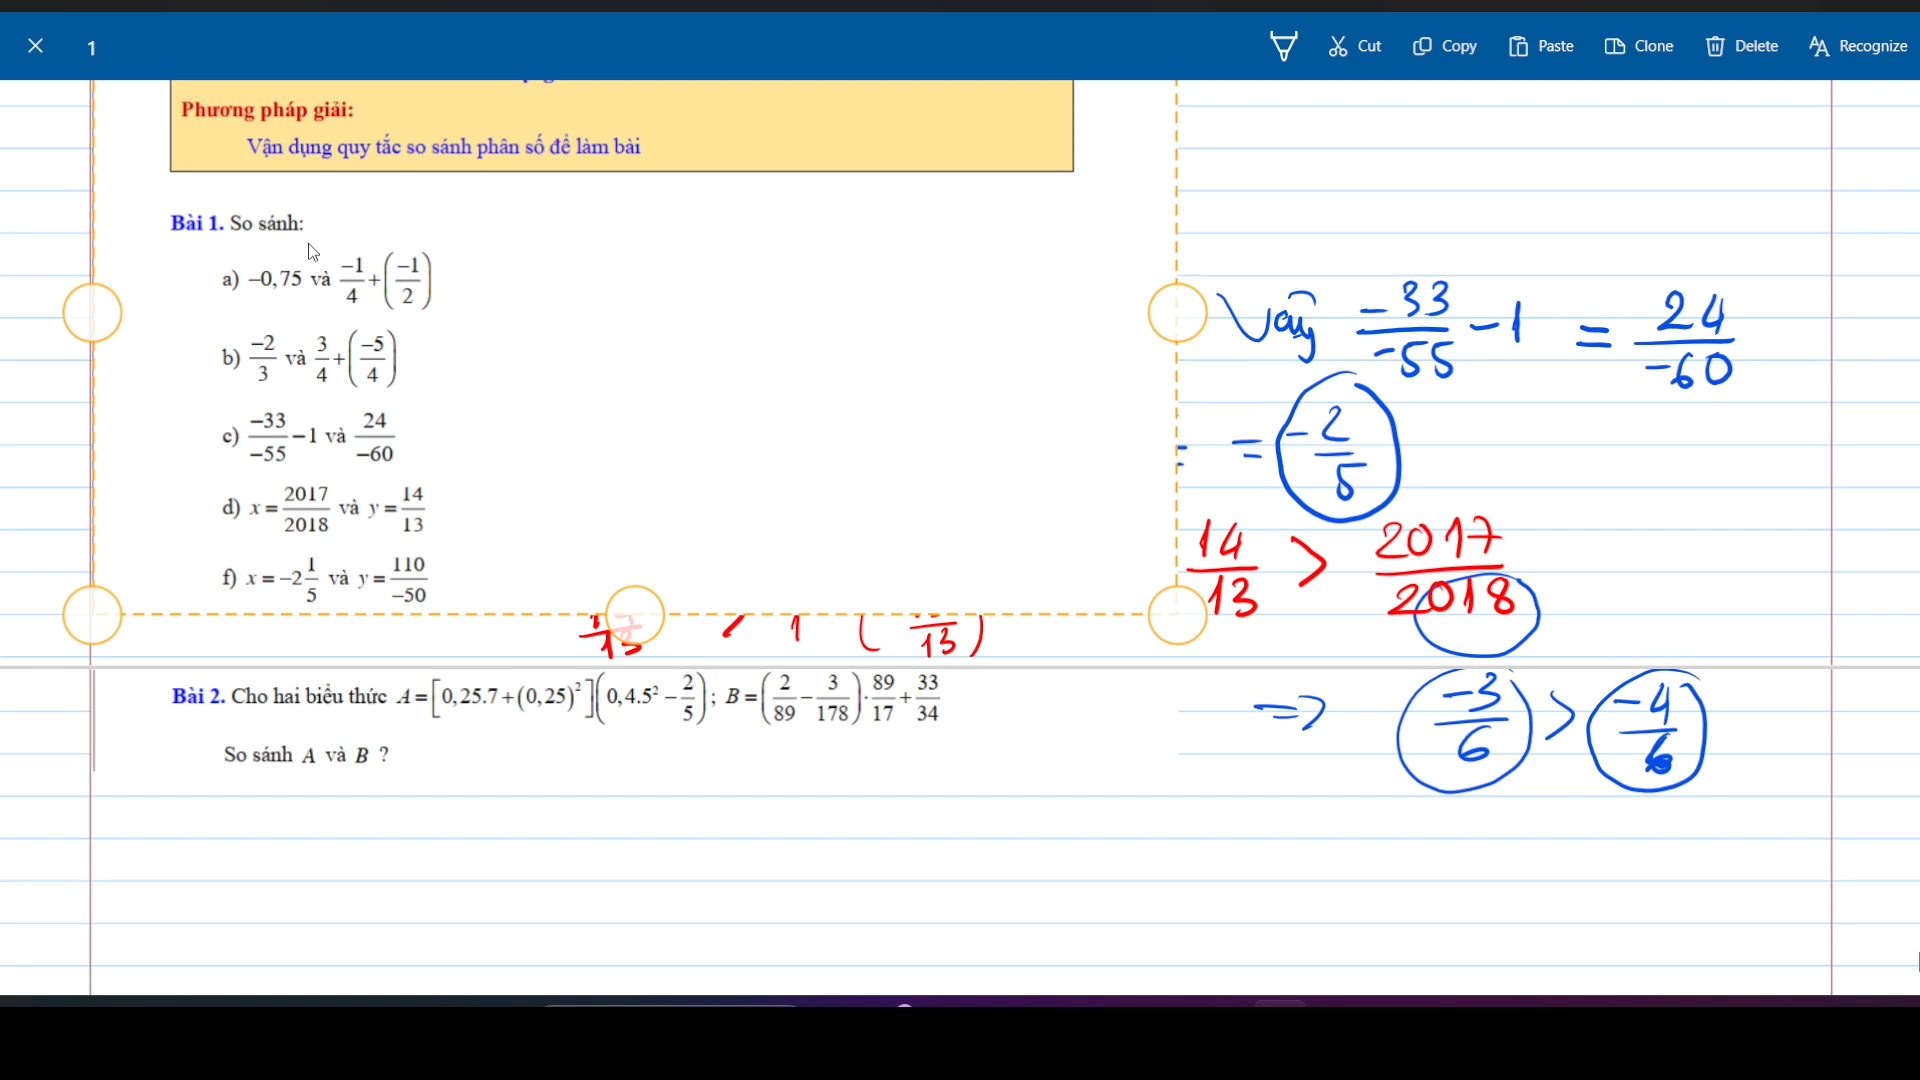 1 Cut Copy Paste Clone Delete Recognize
Phương pháp giải:
Vận dụng quy tắc so sánh phân số để làm bài
Bài 1. So sánh:
a) −0,75 và −1/4 + (−1/2)
b) −2/3 và 3/4 + (−5/4)
c) −33/−55 − 1 và 24/−60
d) x = 2017/2018 và y = 14/13
f) x = −2 1/5 và y = 110/−50
Vậy −33/−55 − 1 = 24/−60
= −2/5
14/13 > 2017/2018
< 1
Bài 2. Cho hai biểu thức A = [0,25.7 + (0,25)²](0,4.5² − 2/5); B = (2/89 − 3/178).89/17 + 33/34
So sánh A và B ?
=> −3/6 > −4/6